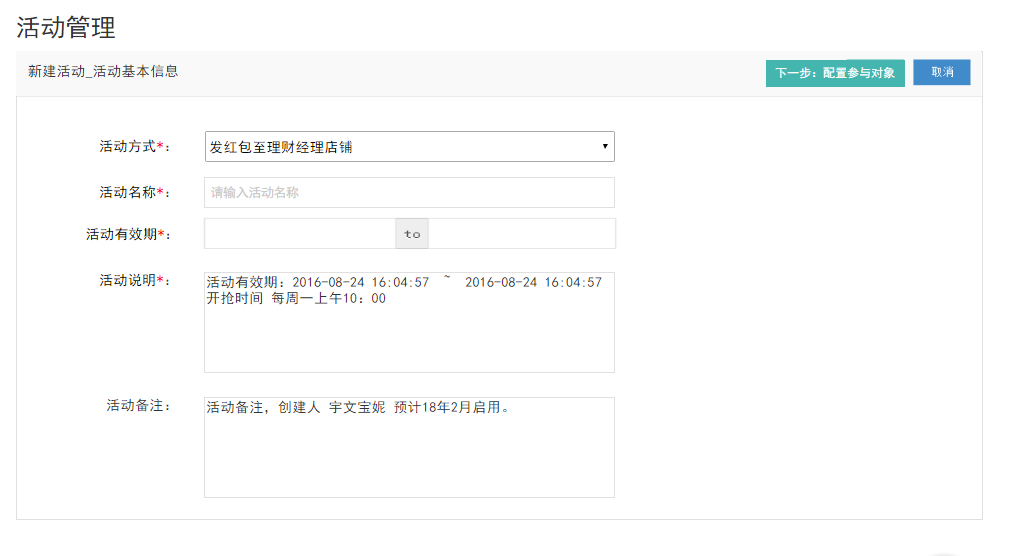 活动管理
新建活动_活动基本信息 下一步：配置参与对象 取消
活动方式*： 发红包至理财经理店铺
活动名称*： 请输入活动名称
活动有效期*： to
活动说明*： 活动有效期：2016-08-24 16:04:57 ~ 2016-08-24 16:04:57
开抢时间 每周一上午10：00
活动备注： 活动备注，创建人 宇文宝妮 预计18年2月启用。